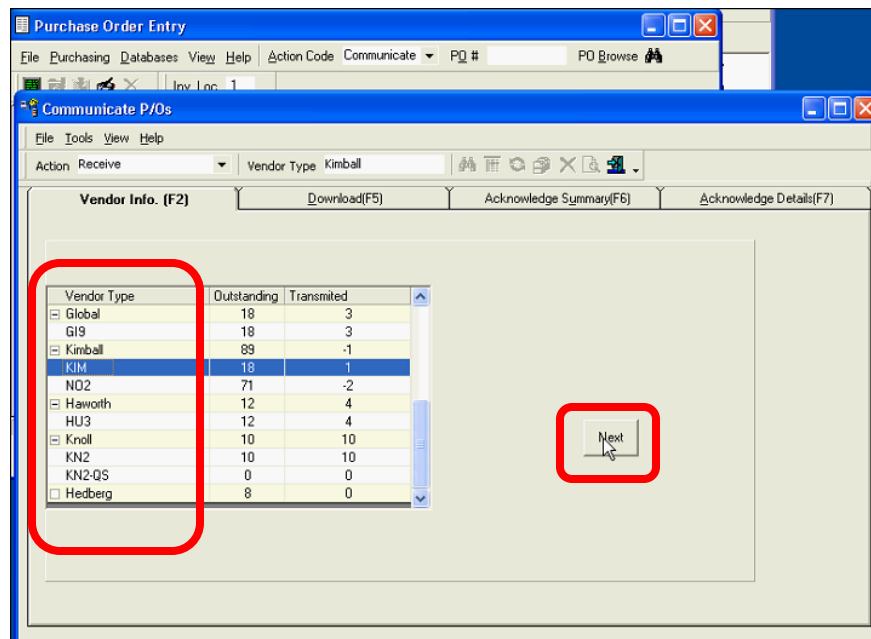 Purchase Order Entry
File Purchasing Databases View Help Action Code Communicate PO # PO Browse
Inv. Loc. 1
Communicate P/Os
File Tools View Help
Action Receive Vendor Type Kimball
Vendor Info. (F2) Download(F5) Acknowledge Summary(F6) Acknowledge Details(F7)
Vendor Type Outstanding Transmited
Global 18 3
GI9 18 3
Kimball 89 -1
KIM 18 1
NO2 71 -2
Haworth 12 4
HU3 12 4
Knoll 10 10
KN2 10 10
KN2-QS 0 0
Hedberg 8 0
Next